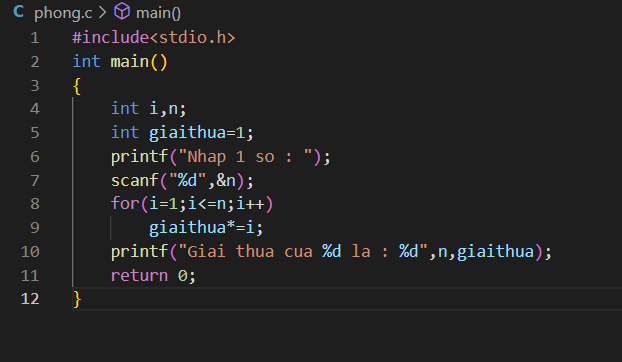 C phong.c > main()
1 #include<stdio.h>
2 int main()
3 {
4     int i,n;
5     int giaithua=1;
6     printf("Nhap 1 so : ");
7     scanf("%d",&n);
8     for(i=1;i<=n;i++)
9         giaithua*=i;
10     printf("Giai thua cua %d la : %d",n,giaithua);
11     return 0;
12 }